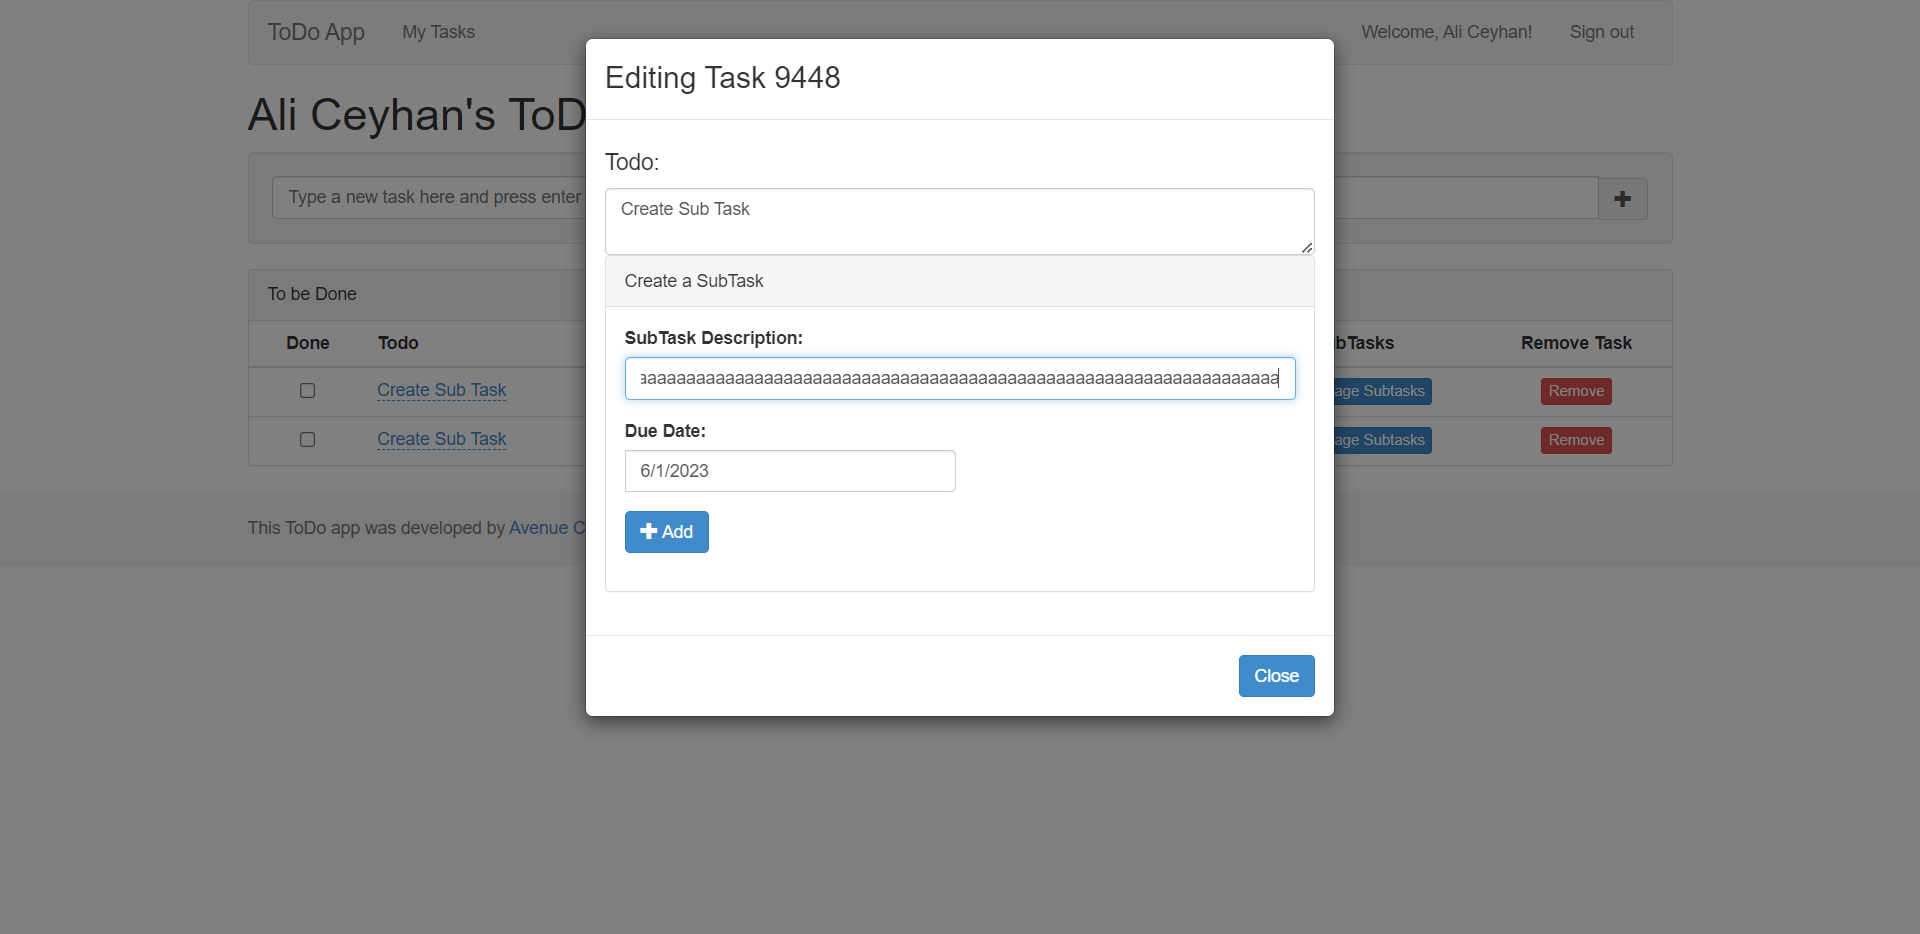 ToDo App My Tasks Welcome, Ali Ceyhan! Sign out
Ali Ceyhan's ToD
Type a new task here and press enter
To be Done
Done Todo bTasks Remove Task
Create Sub Task age Subtasks Remove
Create Sub Task age Subtasks Remove
This ToDo app was developed by Avenue C
Editing Task 9448
Todo:
Create Sub Task
Create a SubTask
SubTask Description:
Due Date:
6/1/2023
Add
Close